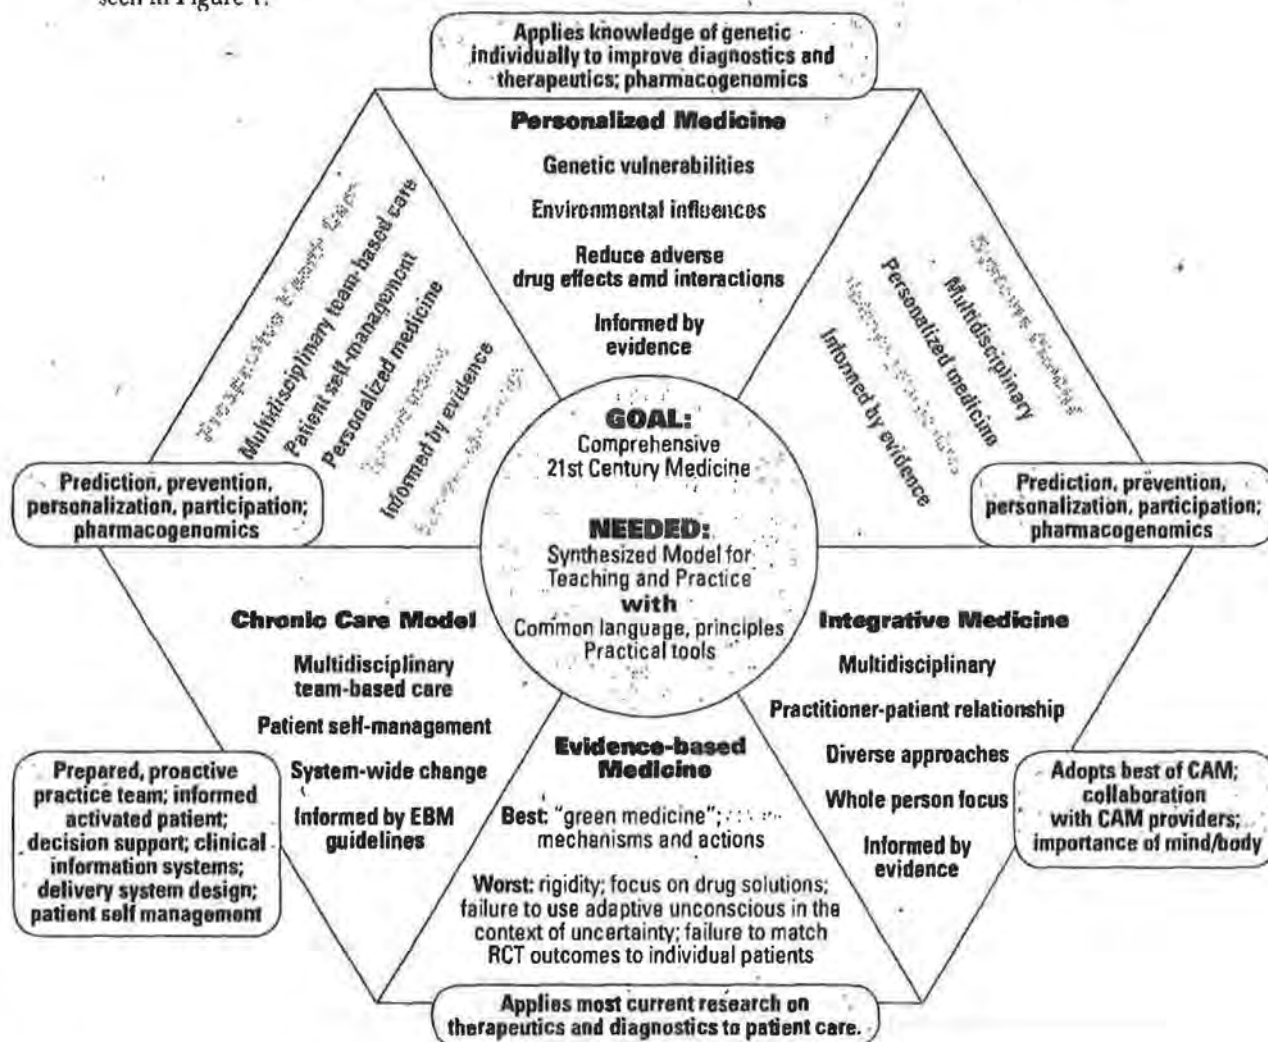 seen in Figure 1.
Applies knowledge of genetic
individually to improve diagnostics and
therapeutics; pharmacogenomics
Personalized Medicine
Genetic vulnerabilities
Environmental influences
Reduce adverse
drug effects amd interactions
Informed by
evidence
Prospective Health Care
Multidisciplinary team-based care
Patient self-management
Personalized medicine
Informed by evidence
Multidisciplinary
Personalized medicine
Informed by evidence
GOAL:
Comprehensive
21st Century Medicine
NEEDED:
Synthesized Model for
Teaching and Practice
with
Common language, principles
Practical tools
Prediction, prevention,
personalization, participation;
pharmacogenomics
Prediction, prevention,
personalization, participation;
pharmacogenomics
Chronic Care Model
Multidisciplinary
team-based care
Patient self-management
System-wide change
Informed by EBM
guidelines
Prepared, proactive
practice team; informed
activated patient;
decision support; clinical
information systems;
delivery system design;
patient self management
Evidence-based
Medicine
Best: "green medicine";
mechanisms and actions
Worst: rigidity; focus on drug solutions;
failure to use adaptive unconscious in the
context of uncertainty; failure to match
RCT outcomes to individual patients
Applies most current research on
therapeutics and diagnostics to patient care.
Integrative Medicine
Multidisciplinary
Practitioner-patient relationship
Diverse approaches
Whole person focus
Informed by
evidence
Adopts best of CAM;
collaboration
with CAM providers;
importance of mind/body